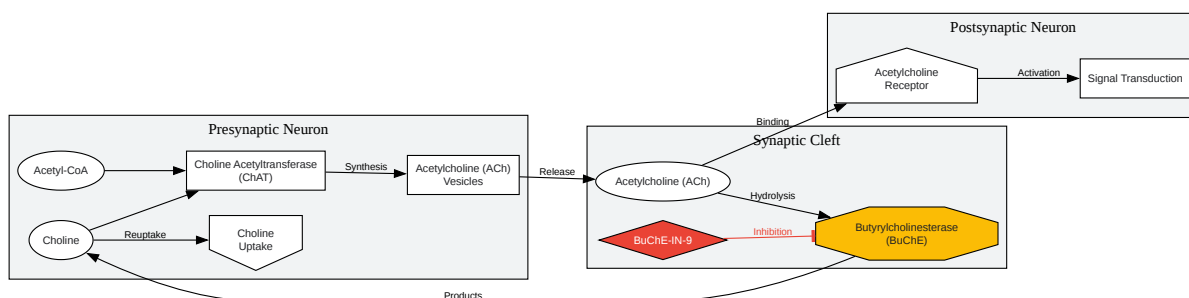 Postsynaptic Neuron
Acetylcholine
Receptor
Activation
Signal Transduction
Presynaptic Neuron
Binding
Synaptic Cleft
Acetyl-CoA
Choline Acetyltransferase
(ChAT)
Synthesis
Acetylcholine (ACh)
Vesicles
Release
Acetylcholine (ACh)
Hydrolysis
Choline
Reuptake
Choline
Uptake
BuChE-IN-9
Inhibition
Butyrylcholinesterase
(BuChE)
Products